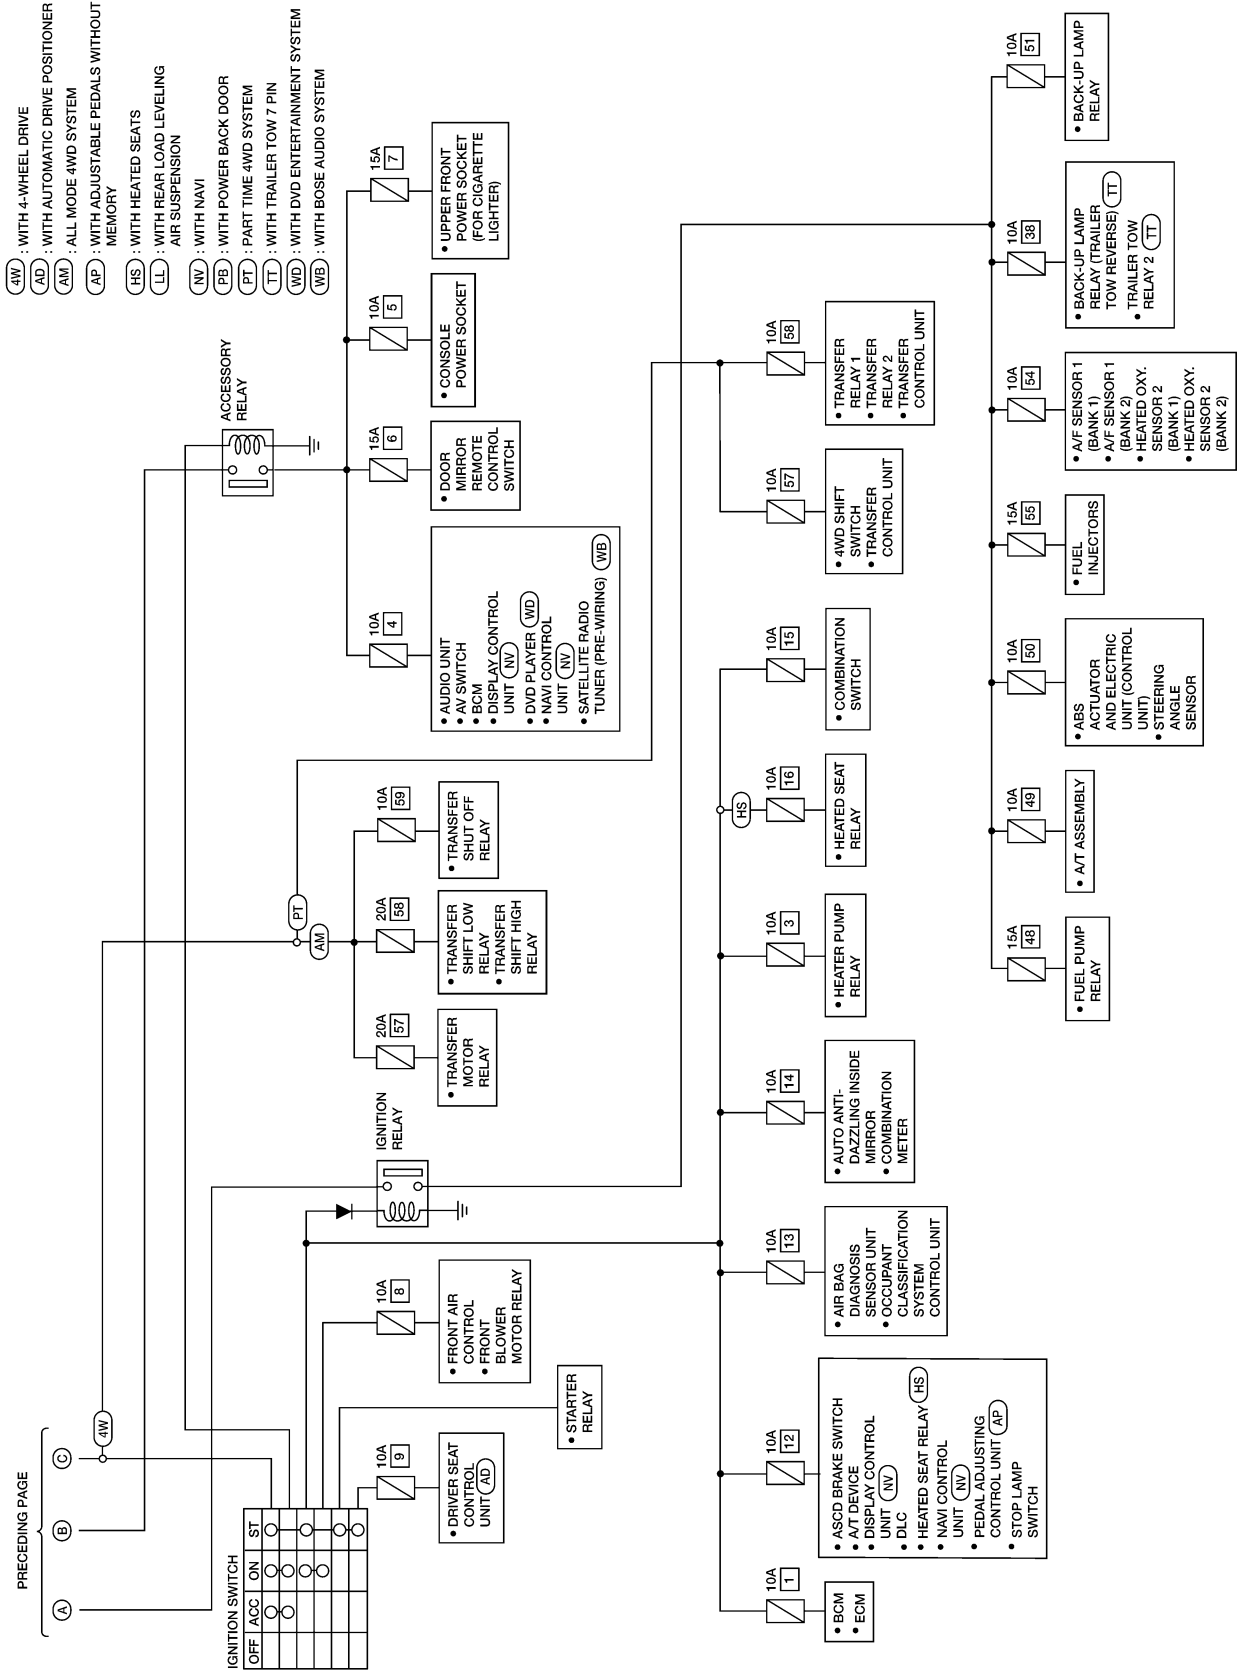 PRECEDING PAGE
A
B
C
4W : WITH 4-WHEEL DRIVE
AD : WITH AUTOMATIC DRIVE POSITIONER
AM : ALL MODE 4WD SYSTEM
AP : WITH ADJUSTABLE PEDALS WITHOUT
MEMORY
HS : WITH HEATED SEATS
LL : WITH REAR LOAD LEVELING
AIR SUSPENSION
NV : WITH NAVI
PB : WITH POWER BACK DOOR
PT : PART TIME 4WD SYSTEM
TT : WITH TRAILER TOW 7 PIN
WD : WITH DVD ENTERTAINMENT SYSTEM
WB : WITH BOSE AUDIO SYSTEM
4W
ACCESSORY
RELAY
10A
4
• AUDIO UNIT
• AV SWITCH
• BCM
• DISPLAY CONTROL
UNIT NV
• DVD PLAYER WD
• NAVI CONTROL
UNIT NV
• SATELLITE RADIO
TUNER (PRE-WIRING) WB
15A
6
• DOOR
MIRROR
REMOTE
CONTROL
SWITCH
10A
5
• CONSOLE
POWER SOCKET
15A
7
• UPPER FRONT
POWER SOCKET
(FOR CIGARETTE
LIGHTER)
PT
AM
20A
57
• TRANSFER
MOTOR
RELAY
20A
58
• TRANSFER
SHIFT LOW
RELAY
• TRANSFER
SHIFT HIGH
RELAY
10A
59
• TRANSFER
SHUT OFF
RELAY
IGNITION SWITCH
OFF ACC ON ST
IGNITION
RELAY
10A
9
• DRIVER SEAT
CONTROL
UNIT AD
• STARTER
RELAY
10A
8
• FRONT AIR
CONTROL
• FRONT
BLOWER
MOTOR RELAY
10A
1
• BCM
• ECM
10A
12
• ASCD BRAKE SWITCH
• A/T DEVICE
• DISPLAY CONTROL
UNIT NV
• DLC
• HEATED SEAT RELAY HS
• NAVI CONTROL
UNIT NV
• PEDAL ADJUSTING
CONTROL UNIT AP
• STOP LAMP
SWITCH
10A
13
• AIR BAG
DIAGNOSIS
SENSOR UNIT
• OCCUPANT
CLASSIFICATION
SYSTEM
CONTROL UNIT
10A
14
• AUTO ANTI-
DAZZLING INSIDE
MIRROR
• COMBINATION
METER
10A
3
• HEATER PUMP
RELAY
HS
10A
16
• HEATED SEAT
RELAY
10A
15
• COMBINATION
SWITCH
10A
57
• 4WD SHIFT
SWITCH
• TRANSFER
CONTROL UNIT
10A
58
• TRANSFER
RELAY 1
• TRANSFER
RELAY 2
• TRANSFER
CONTROL UNIT
15A
48
• FUEL PUMP
RELAY
10A
49
• A/T ASSEMBLY
10A
50
• ABS
ACTUATOR
AND ELECTRIC
UNIT (CONTROL
UNIT)
• STEERING
ANGLE
SENSOR
15A
55
• FUEL
INJECTORS
10A
54
• A/F SENSOR 1
(BANK 1)
• A/F SENSOR 1
(BANK 2)
• HEATED OXY.
SENSOR 2
(BANK 1)
• HEATED OXY.
SENSOR 2
(BANK 2)
10A
38
• BACK-UP LAMP
RELAY (TRAILER
TOW REVERSE) TT
• TRAILER TOW
RELAY 2 TT
10A
51
• BACK-UP LAMP
RELAY